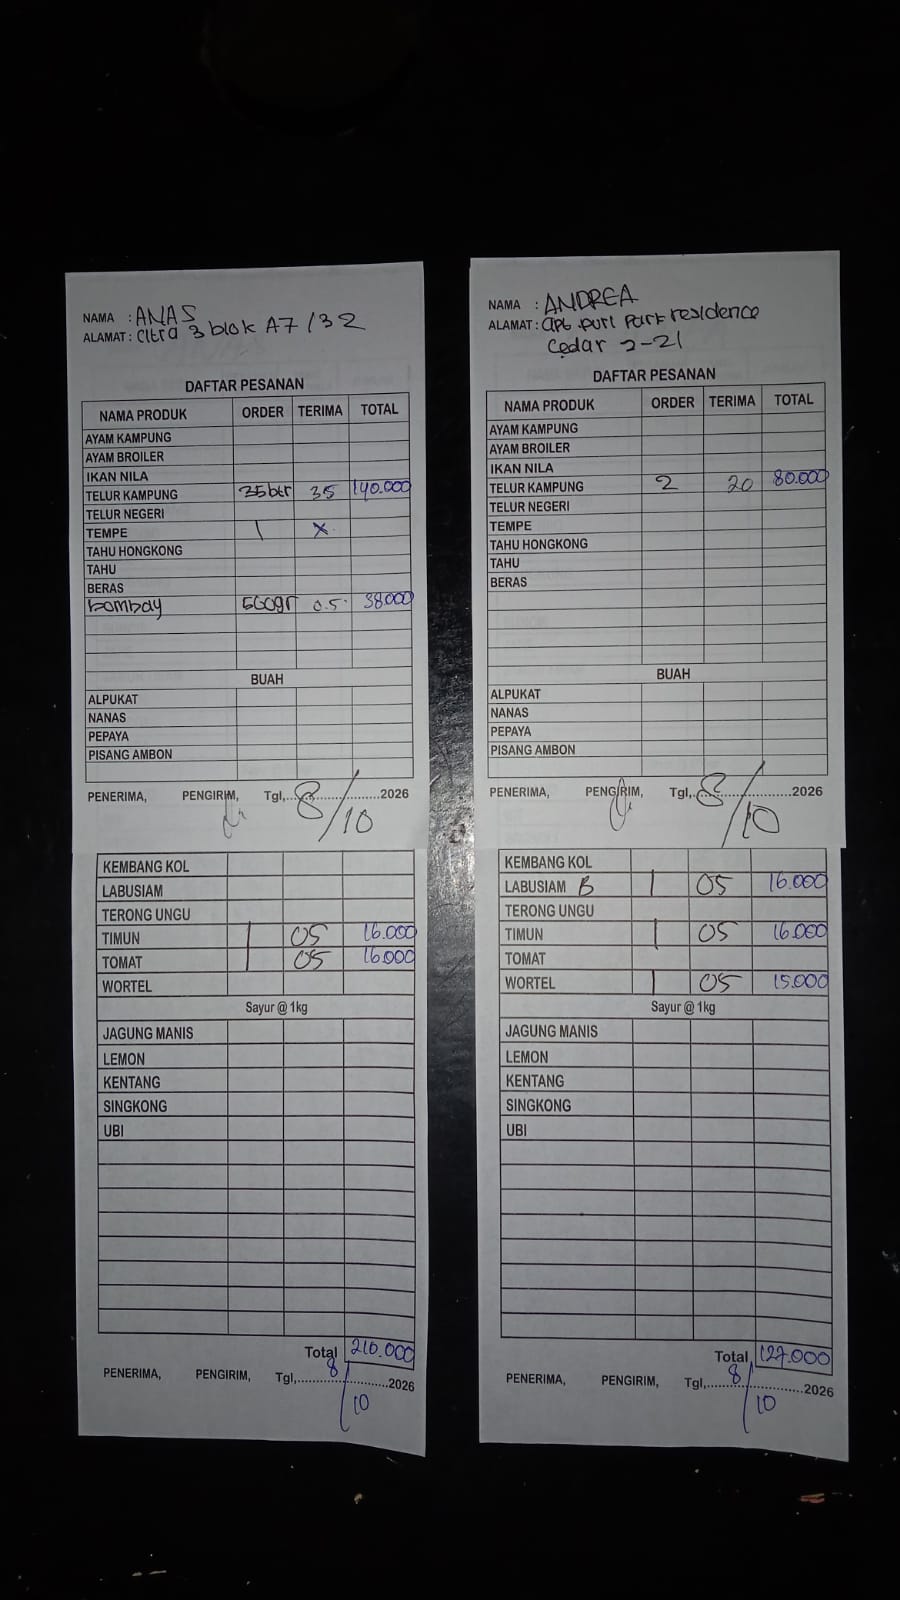 NAMA : ANAS
ALAMAT : Citra 3 blok A7/32
DAFTAR PESANAN
NAMA PRODUK ORDER TERIMA TOTAL
AYAM KAMPUNG
AYAM BROILER
IKAN NILA
TELUR KAMPUNG 35btr 35 140.000
TELUR NEGERI
TEMPE 1 x
TAHU HONGKONG
TAHU
BERAS
bombay 500gr 0.5 38000
BUAH
ALPUKAT
NANAS
PEPAYA
PISANG AMBON
PENERIMA, PENGIRIM, Tgl,...8/10...2026
KEMBANG KOL
LABUSIAM
TERONG UNGU
TIMUN 1 05 16.000
TOMAT 1 05 16.000
WORTEL
Sayur @ 1kg
JAGUNG MANIS
LEMON
KENTANG
SINGKONG
UBI
Total 210.000
PENERIMA, PENGIRIM, Tgl,...8/10...2026
NAMA : ANDREA
ALAMAT : apt. puri park residence
Cedar 2-21
DAFTAR PESANAN
NAMA PRODUK ORDER TERIMA TOTAL
AYAM KAMPUNG
AYAM BROILER
IKAN NILA
TELUR KAMPUNG 2 20 80.000
TELUR NEGERI
TEMPE
TAHU HONGKONG
TAHU
BERAS
BUAH
ALPUKAT
NANAS
PEPAYA
PISANG AMBON
PENERIMA, PENGIRIM, Tgl,...8/10...2026
KEMBANG KOL
LABUSIAM B 1 05 16.000
TERONG UNGU
TIMUN 1 05 16.000
TOMAT
WORTEL 1 05 15.000
Sayur @ 1kg
JAGUNG MANIS
LEMON
KENTANG
SINGKONG
UBI
Total 127.000
PENERIMA, PENGIRIM, Tgl,...8/10...2026